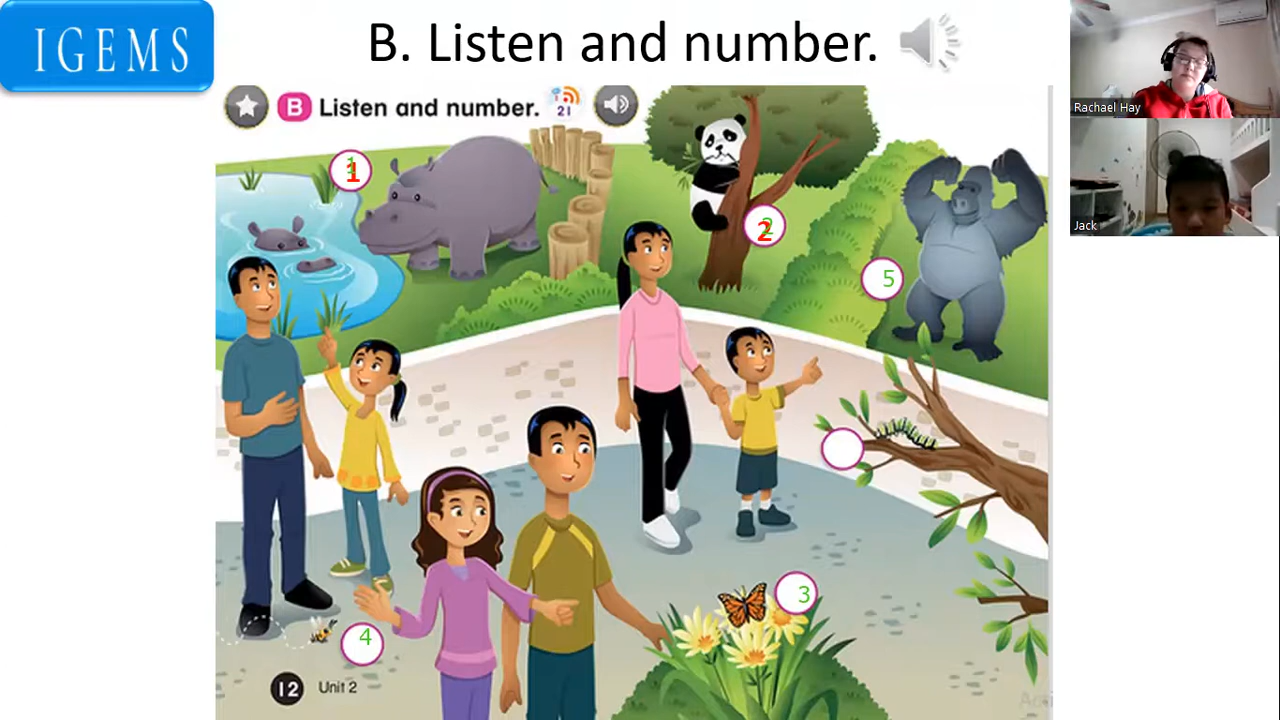 IGEMS
B. Listen and number.
B Listen and number. 21
1
2
5
3
4
12 Unit 2
Rachael Hay
Jack